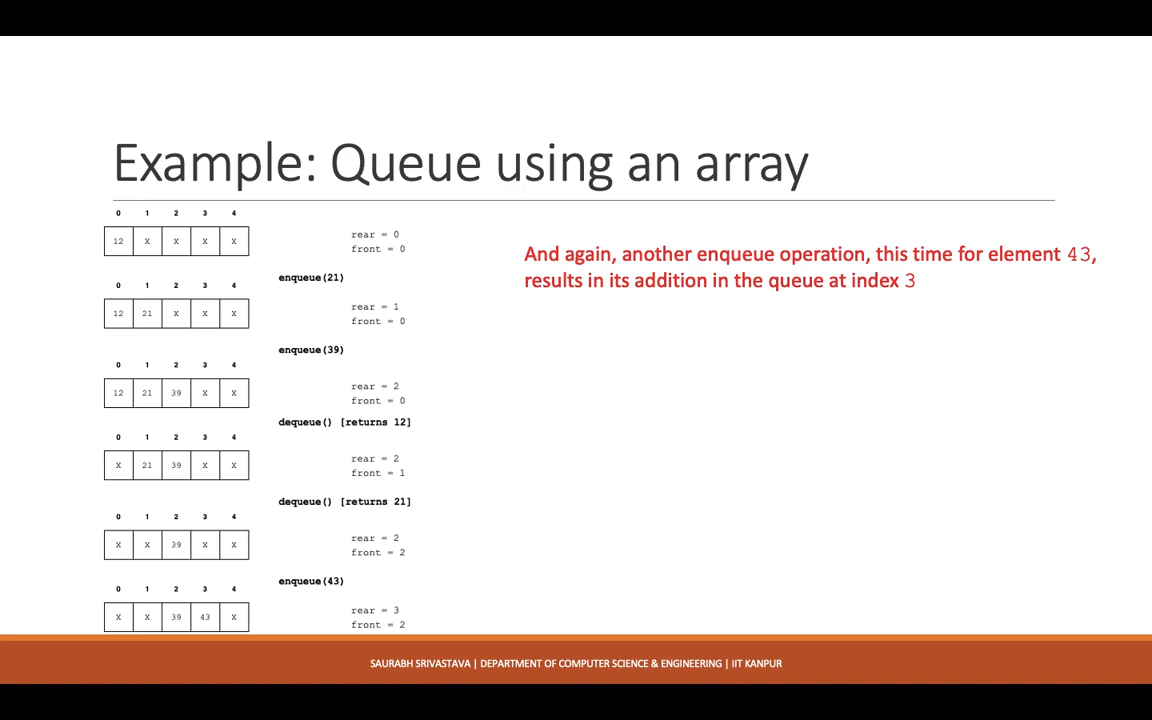 Example: Queue using an array
0 1 2 3 4
12 X X X X
rear = 0
front = 0
enqueue(21)
0 1 2 3 4
12 21 X X X
rear = 1
front = 0
enqueue(39)
0 1 2 3 4
12 21 39 X X
rear = 2
front = 0
dequeue() [returns 12]
0 1 2 3 4
X 21 39 X X
rear = 2
front = 1
dequeue() [returns 21]
0 1 2 3 4
X X 39 X X
rear = 2
front = 2
enqueue(43)
0 1 2 3 4
X X 39 43 X
rear = 3
front = 2
And again, another enqueue operation, this time for element 43,
results in its addition in the queue at index 3
SAURABH SRIVASTAVA | DEPARTMENT OF COMPUTER SCIENCE & ENGINEERING | IIT KANPUR